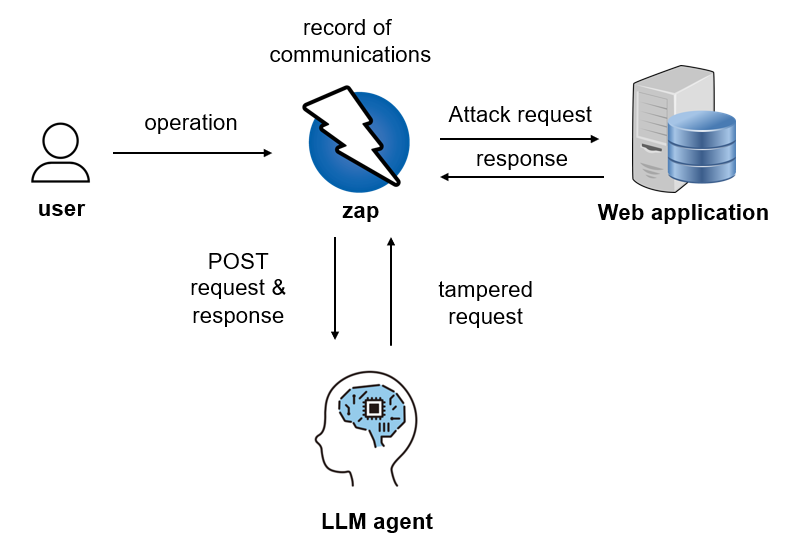 record of
communications
operation
Attack request
response
user
zap
Web application
POST
request &
response
tampered
request
LLM agent